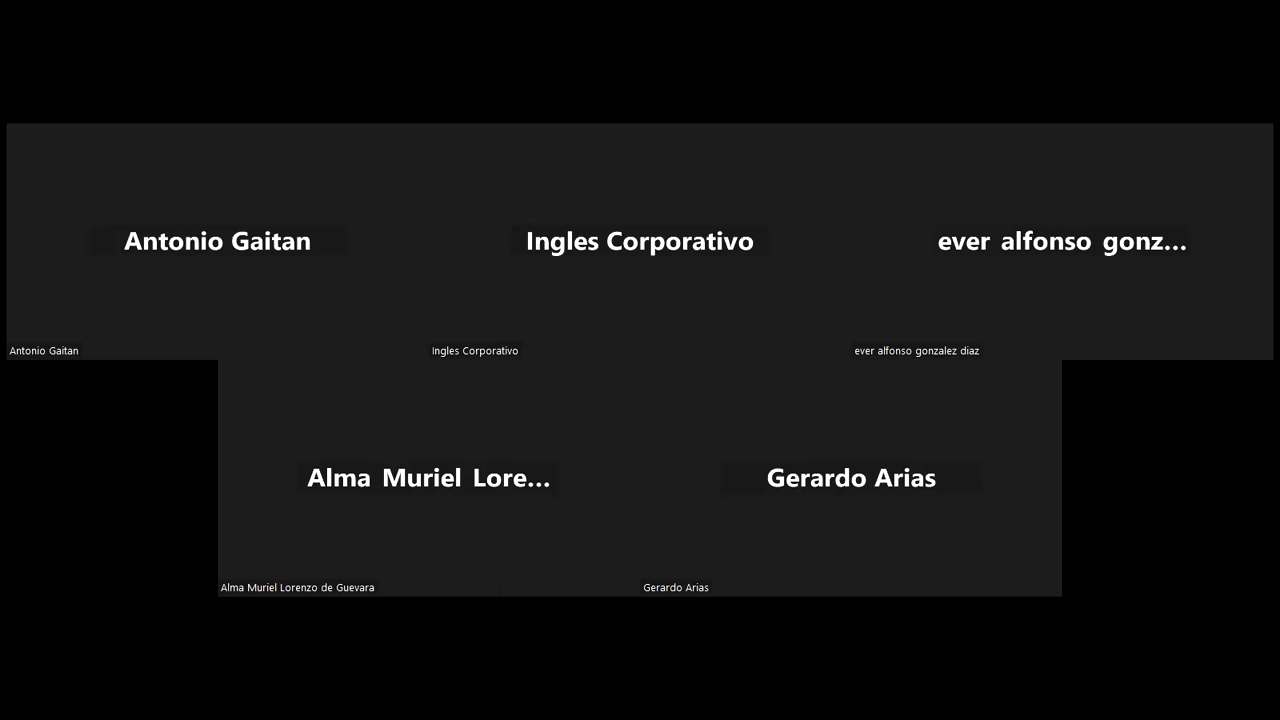 Antonio Gaitan
Ingles Corporativo
ever alfonso gonz...
Antonio Gaitan
Ingles Corporativo
ever alfonso gonzalez diaz
Alma Muriel Lore...
Gerardo Arias
Alma Muriel Lorenzo de Guevara
Gerardo Arias